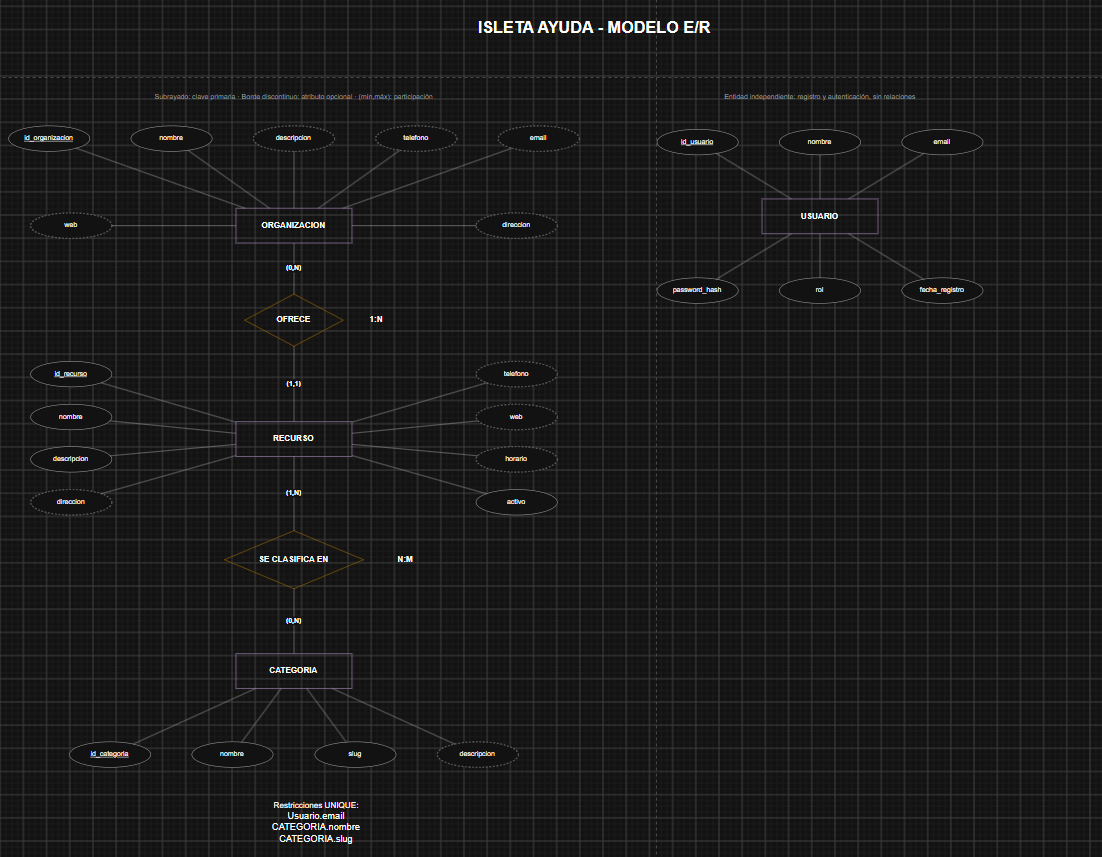 ISLETA AYUDA - MODELO E/R
Subrayado: clave primaria · Borde discontinuo: atributo opcional · (mín,máx): participación
id_organizacion
nombre
descripcion
telefono
email
web
ORGANIZACION
direccion
(0,N)
OFRECE
1:N
(1,1)
id_recurso
nombre
descripcion
direccion
RECURSO
telefono
web
horario
activo
(1,N)
SE CLASIFICA EN
N:M
(0,N)
CATEGORIA
id_categoria
nombre
slug
descripcion
Restricciones UNIQUE:
Usuario.email
CATEGORIA.nombre
CATEGORIA.slug
Entidad independiente: registro y autenticación, sin relaciones
id_usuario
nombre
email
USUARIO
password_hash
rol
fecha_registro